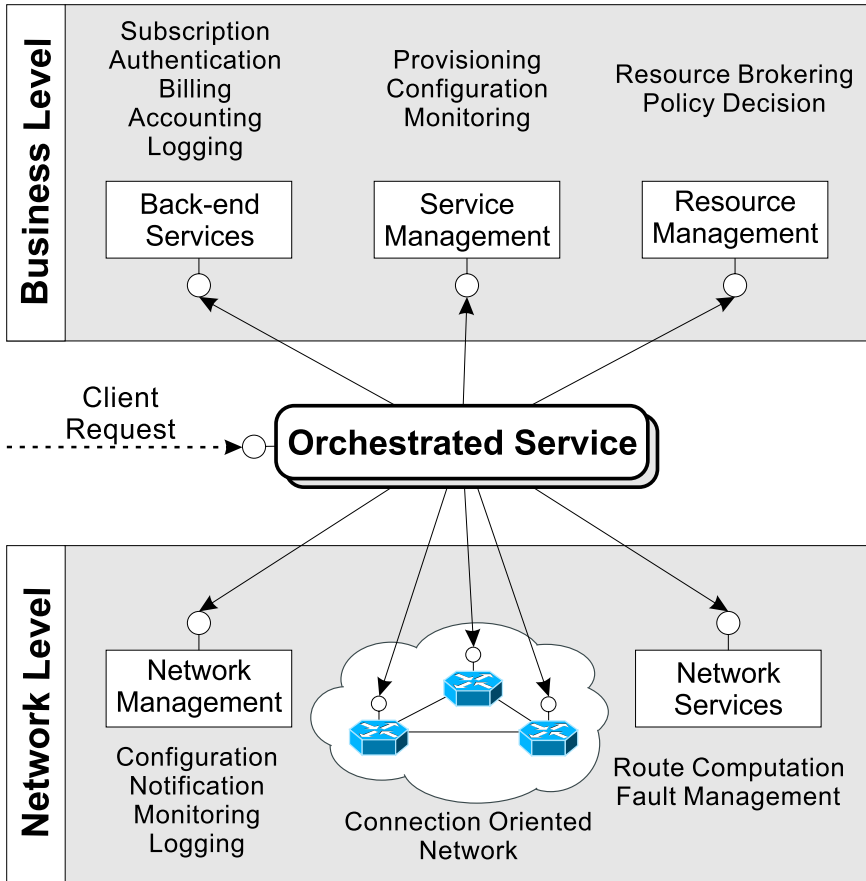 Business Level
Subscription
Authentication
Billing
Accounting
Logging
Provisioning
Configuration
Monitoring
Resource Brokering
Policy Decision
Back-end
Services
Service
Management
Resource
Management
Client
Request
Orchestrated Service
Network Level
Network
Management
Network
Services
Configuration
Notification
Monitoring
Logging
Connection Oriented
Network
Route Computation
Fault Management